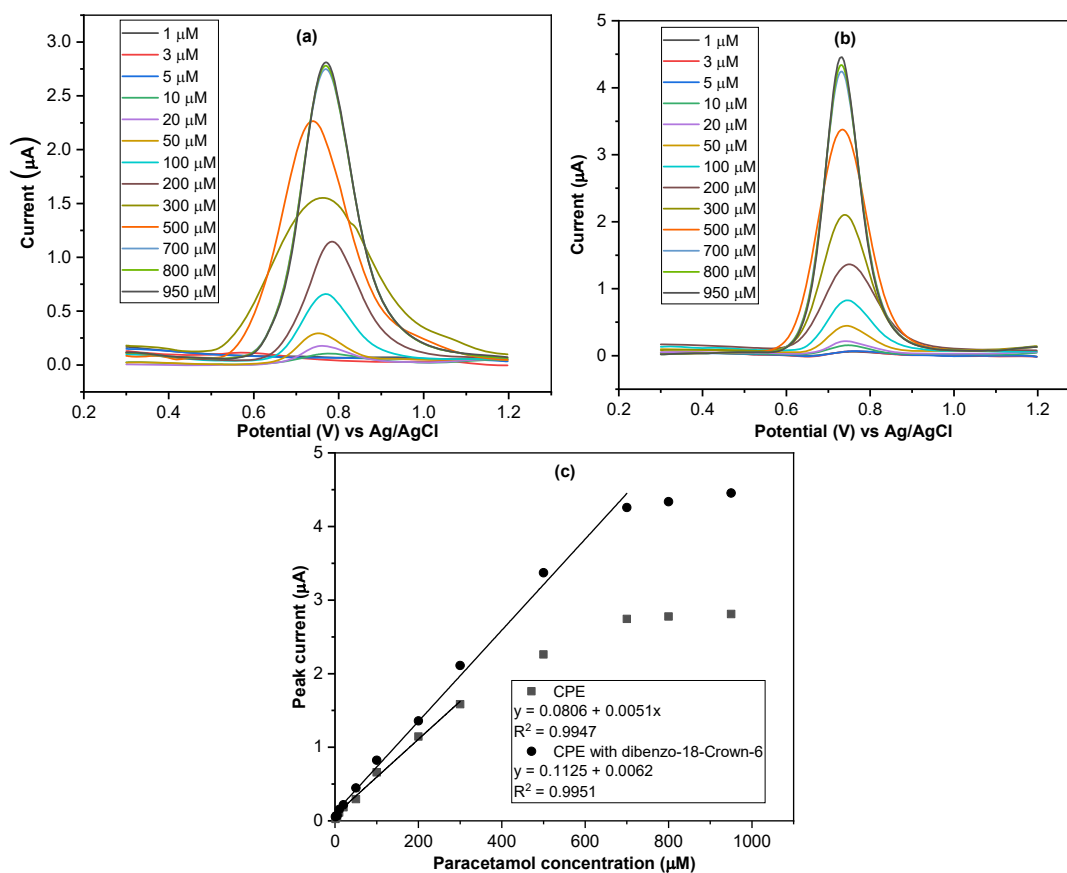 (a)
1 μM
3 μM
5 μM
10 μM
20 μM
50 μM
100 μM
200 μM
300 μM
500 μM
700 μM
800 μM
950 μM
3.0
2.5
2.0
1.5
1.0
0.5
0.0
Current (μA)
0.2 0.4 0.6 0.8 1.0 1.2
Potential (V) vs Ag/AgCl
(b)
1 μM
3 μM
5 μM
10 μM
20 μM
50 μM
100 μM
200 μM
300 μM
500 μM
700 μM
800 μM
950 μM
5
4
3
2
1
0
Current (μA)
0.2 0.4 0.6 0.8 1.0 1.2
Potential (V) vs Ag/AgCl
(c)
5
4
3
2
1
0
Peak current (μA)
CPE
y = 0.0806 + 0.0051x
R² = 0.9947
CPE with dibenzo-18-Crown-6
y = 0.1125 + 0.0062
R² = 0.9951
0 200 400 600 800 1000
Paracetamol concentration (μM)